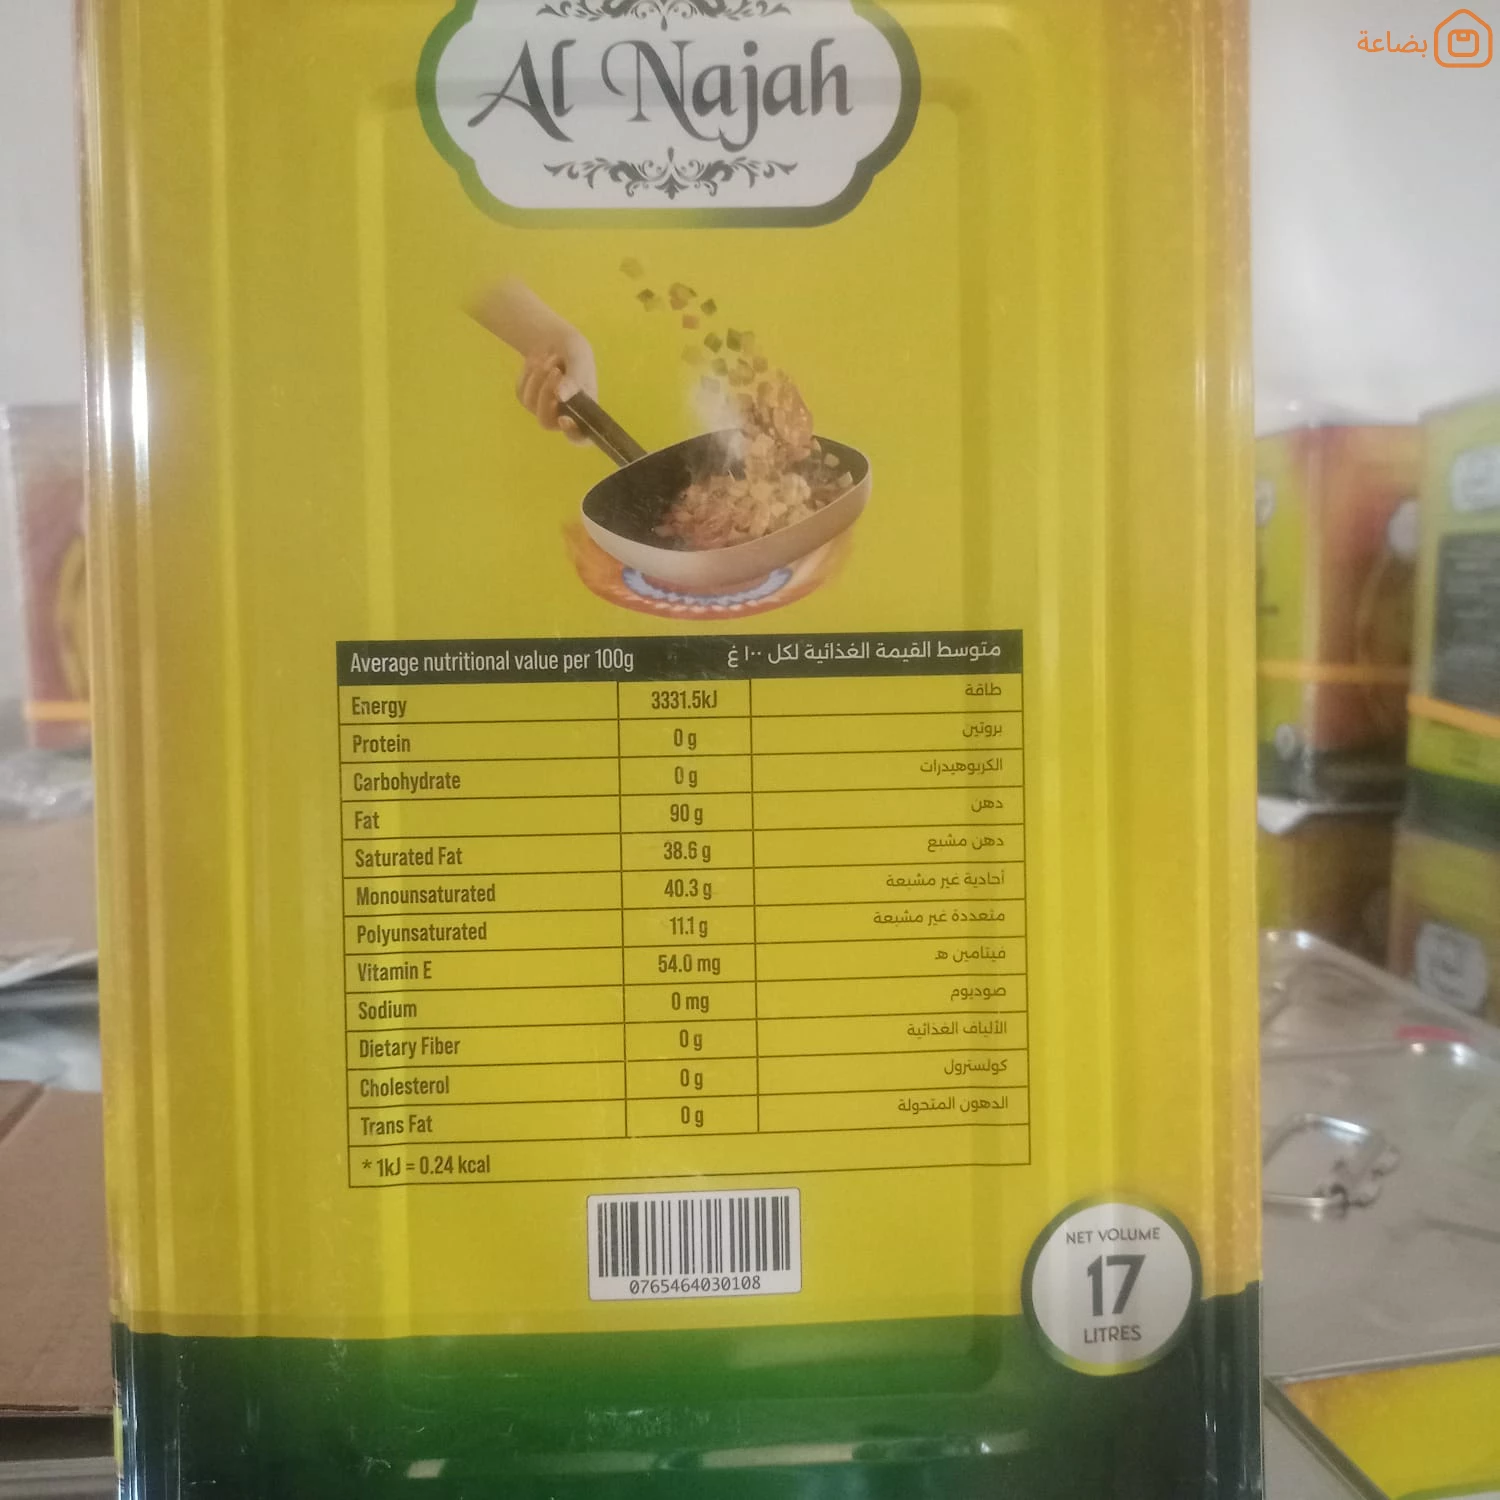 بضاعة
Al Najah
Average nutritional value per 100g متوسط القيمة الغذائية لكل ١٠٠ غ
Energy 3331.5kJ طاقة
Protein 0 g بروتين
Carbohydrate 0 g الكربوهيدرات
Fat 90 g دهن
Saturated Fat 38.6 g دهن مشبع
Monounsaturated 40.3 g أحادية غير مشبعة
Polyunsaturated 11.1 g متعددة غير مشبعة
Vitamin E 54.0 mg فيتامين هـ
Sodium 0 mg صوديوم
Dietary Fiber 0 g الألياف الغذائية
Cholesterol 0 g كولسترول
Trans Fat 0 g الدهون المتحولة
* 1kJ = 0.24 kcal
0765464030108
NET VOLUME
17
LITRES